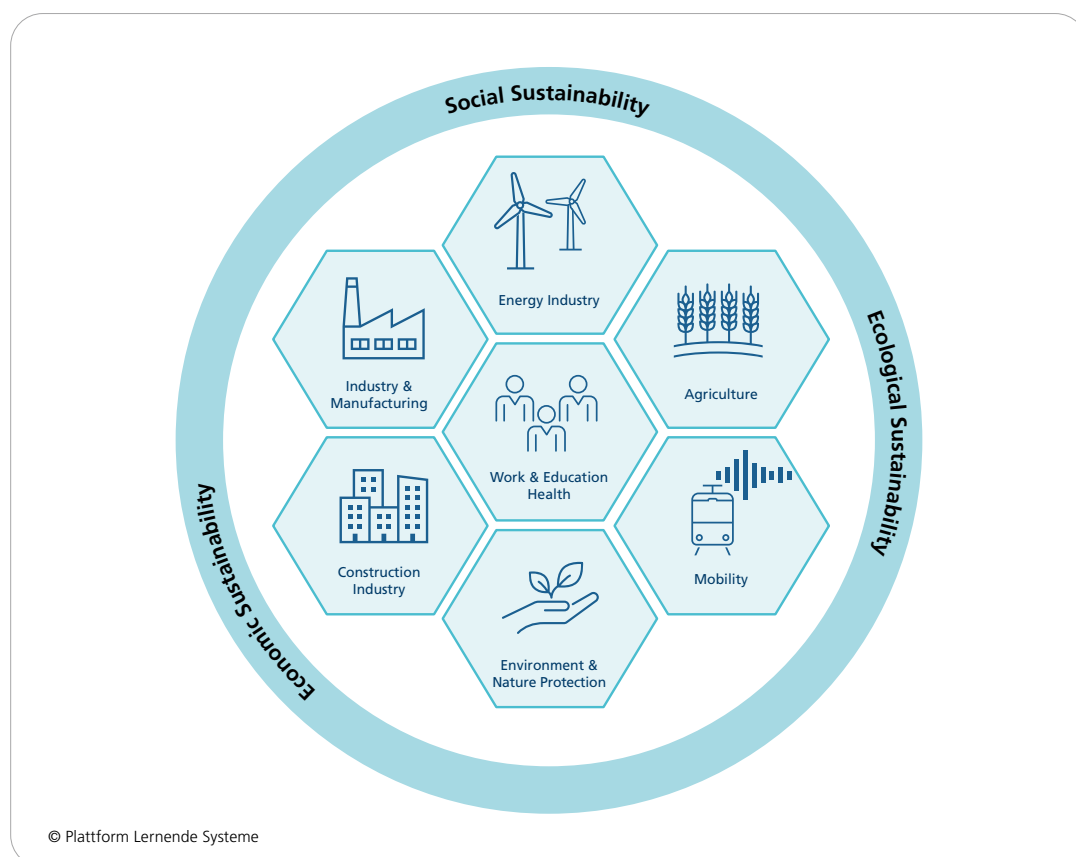 Social Sustainability
Energy Industry
Industry &
Manufacturing
Agriculture
Ecological Sustainability
Work & Education
Health
Construction
Industry
Mobility
Economic Sustainability
Environment &
Nature Protection
© Plattform Lernende Systeme